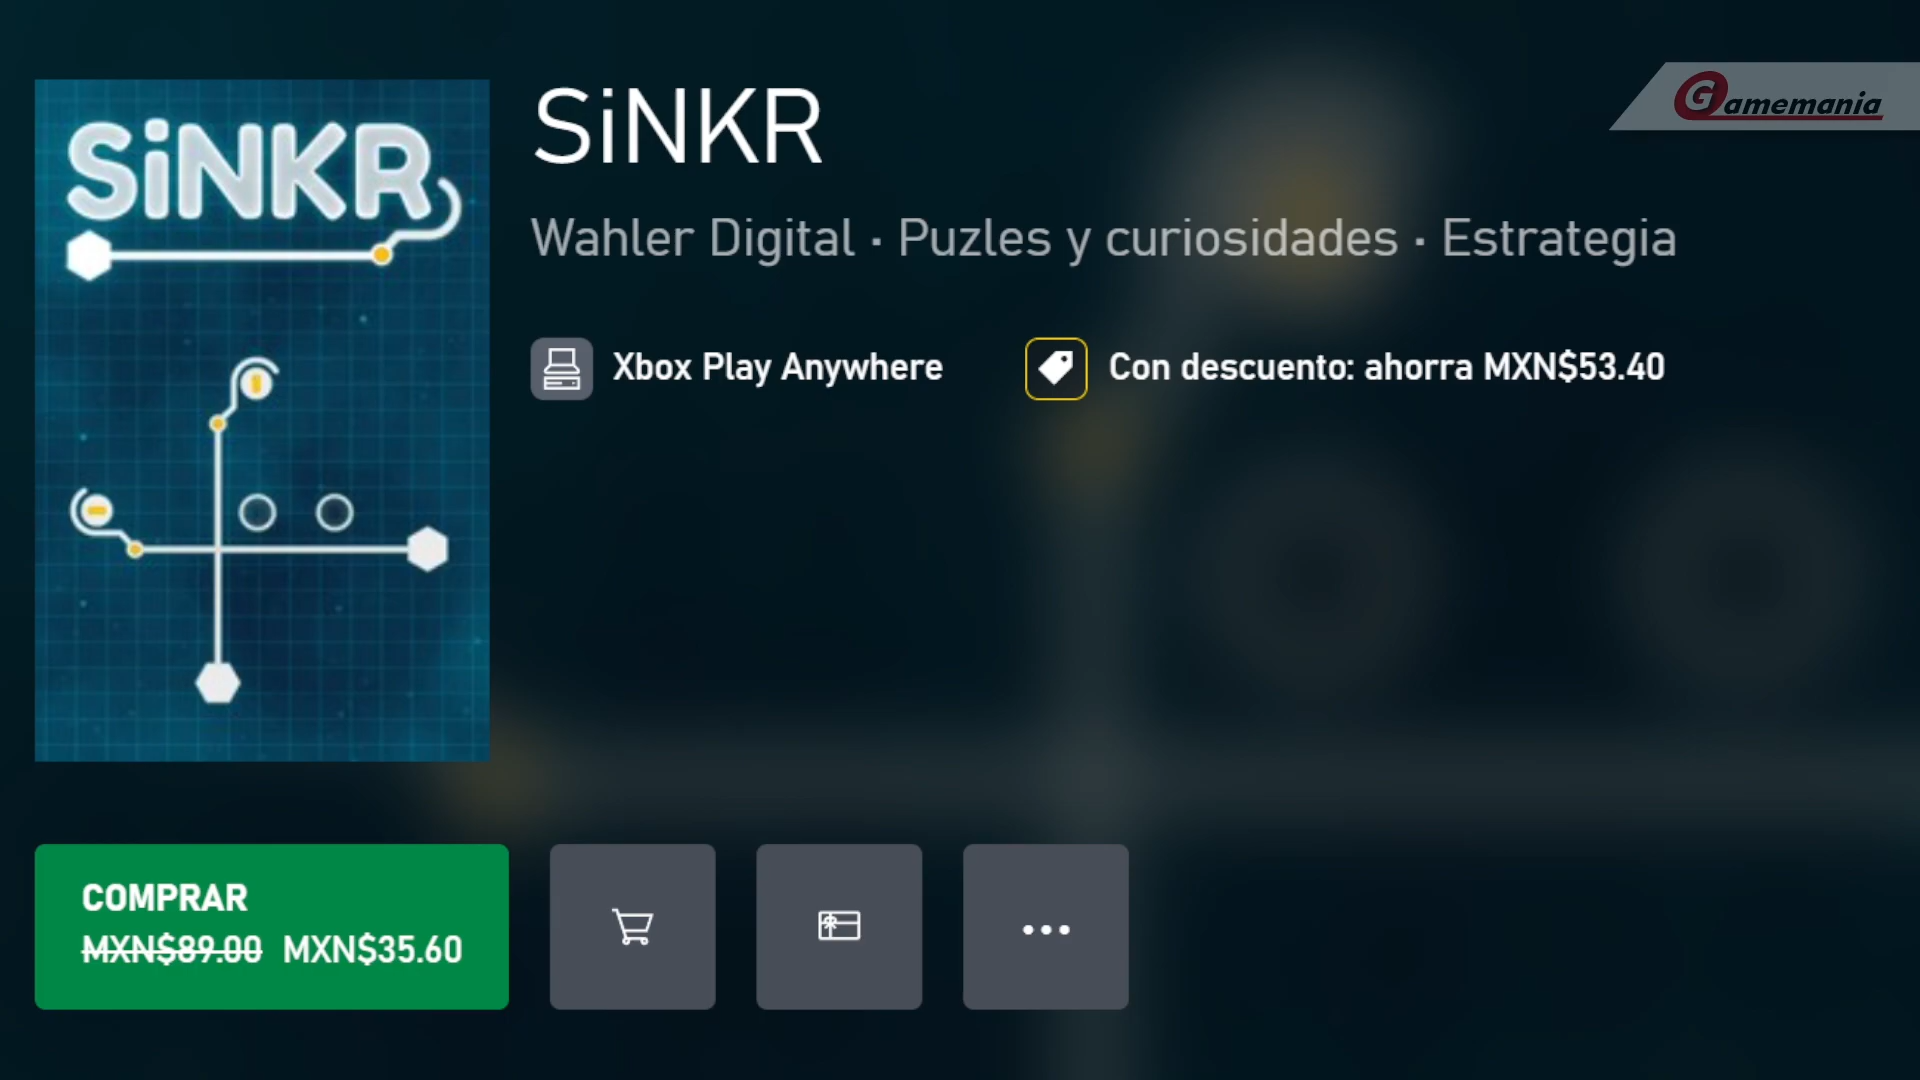 SiNKR
SiNKR
Gamemania
Wahler Digital · Puzles y curiosidades · Estrategia
Xbox Play Anywhere
Con descuento: ahorra MXN$53.40
COMPRAR
MXN$89.00 MXN$35.60